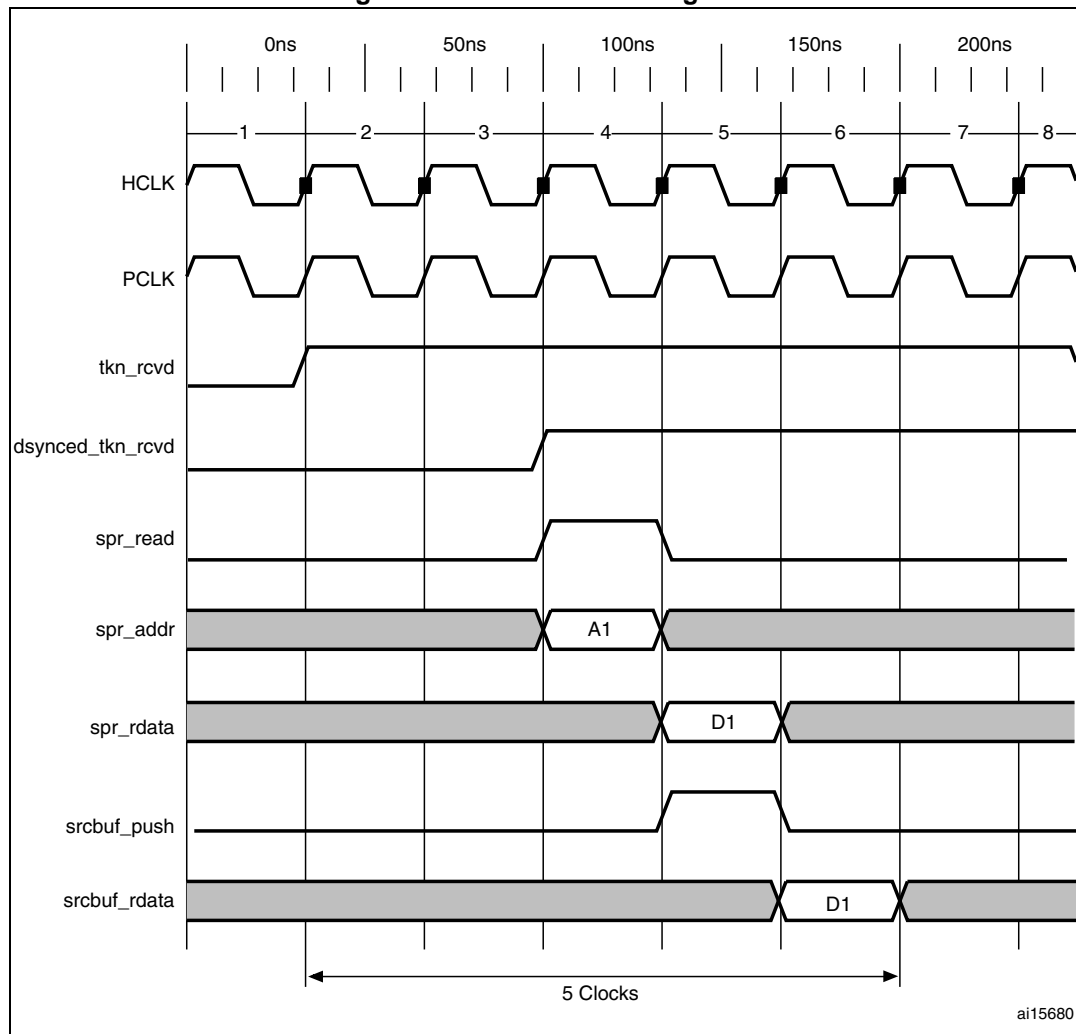 0ns 50ns 100ns 150ns 200ns
1 2 3 4 5 6 7 8
HCLK
PCLK
tkn_rcvd
dsynced_tkn_rcvd
spr_read
spr_addr A1
spr_rdata D1
srcbuf_push
srcbuf_rdata D1
5 Clocks
ai15680